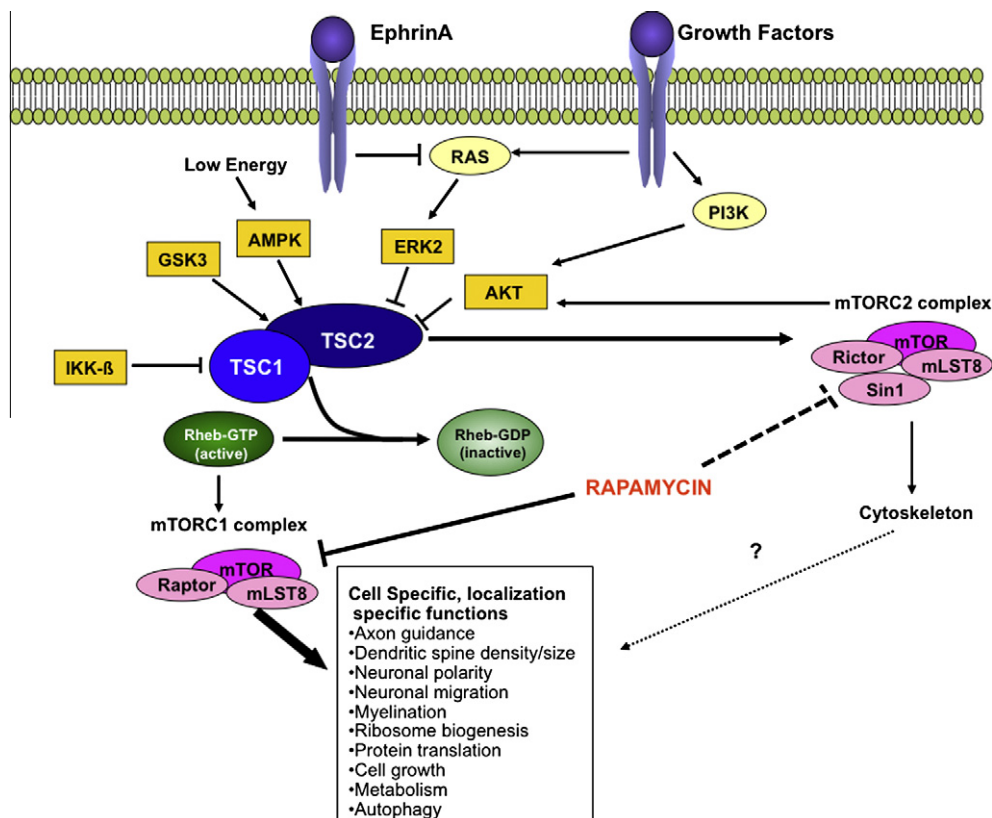 EphrinA
Growth Factors
RAS
Low Energy
PI3K
AMPK
ERK2
GSK3
AKT
mTORC2 complex
TSC2
mTOR
Rictor
mLST8
TSC1
IKK-ß
Sin1
Rheb-GTP
(active)
Rheb-GDP
(inactive)
RAPAMYCIN
mTORC1 complex
Cytoskeleton
?
mTOR
Raptor
mLST8
Cell Specific, localization
specific functions
•Axon guidance
•Dendritic spine density/size
•Neuronal polarity
•Neuronal migration
•Myelination
•Ribosome biogenesis
•Protein translation
•Cell growth
•Metabolism
•Autophagy